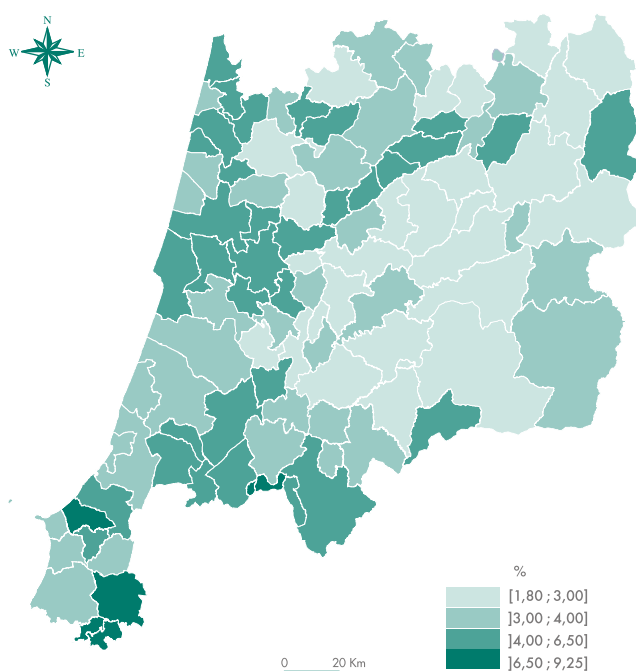 N
W E
S
%
[1,80 ; 3,00]
]3,00 ; 4,00]
]4,00 ; 6,50]
]6,50 ; 9,25]
0 20 Km